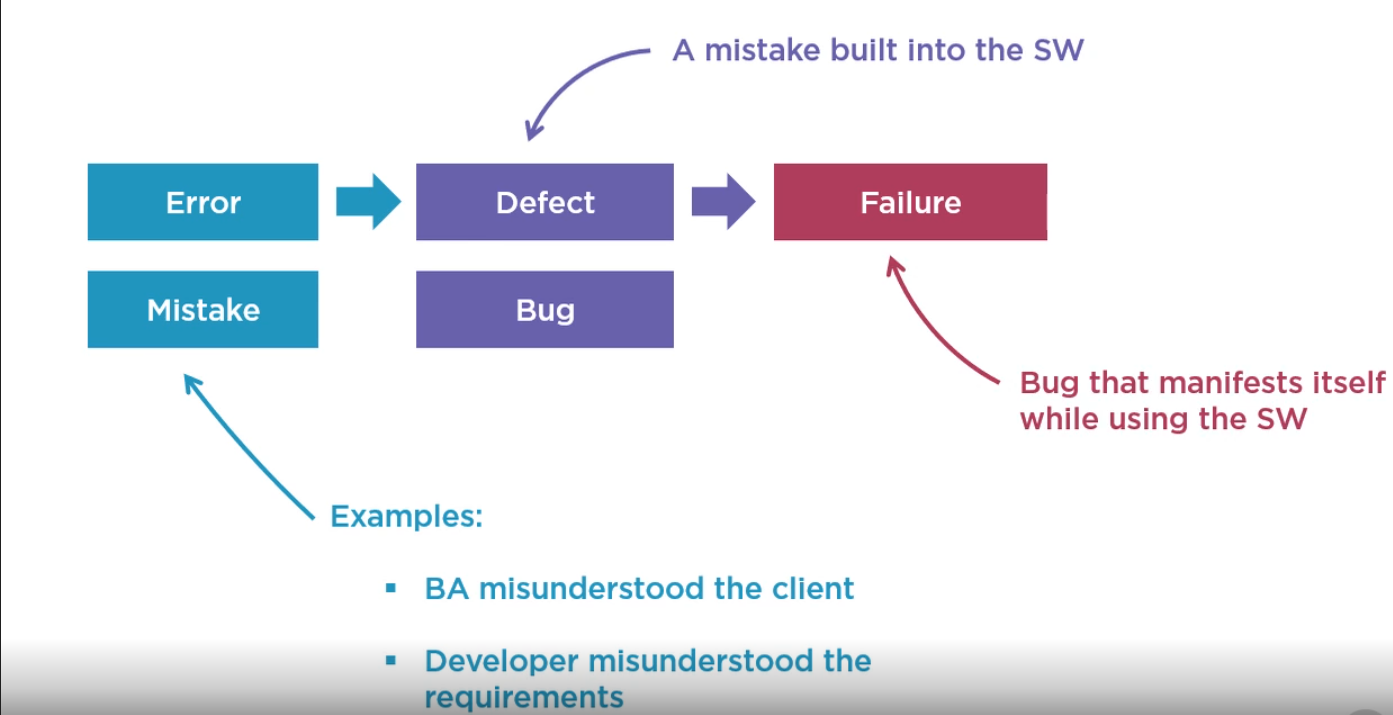 A mistake built into the SW
Error
Defect
Failure
Mistake
Bug
Bug that manifests itself
while using the SW
Examples:
▪ BA misunderstood the client
▪ Developer misunderstood the
requirements